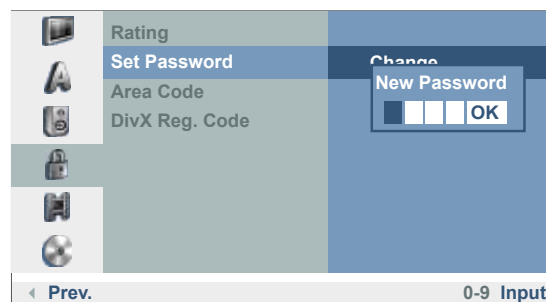 Rating
Set Password Change
New Password
Area Code
OK
DivX Reg. Code
Prev. 0-9 Input